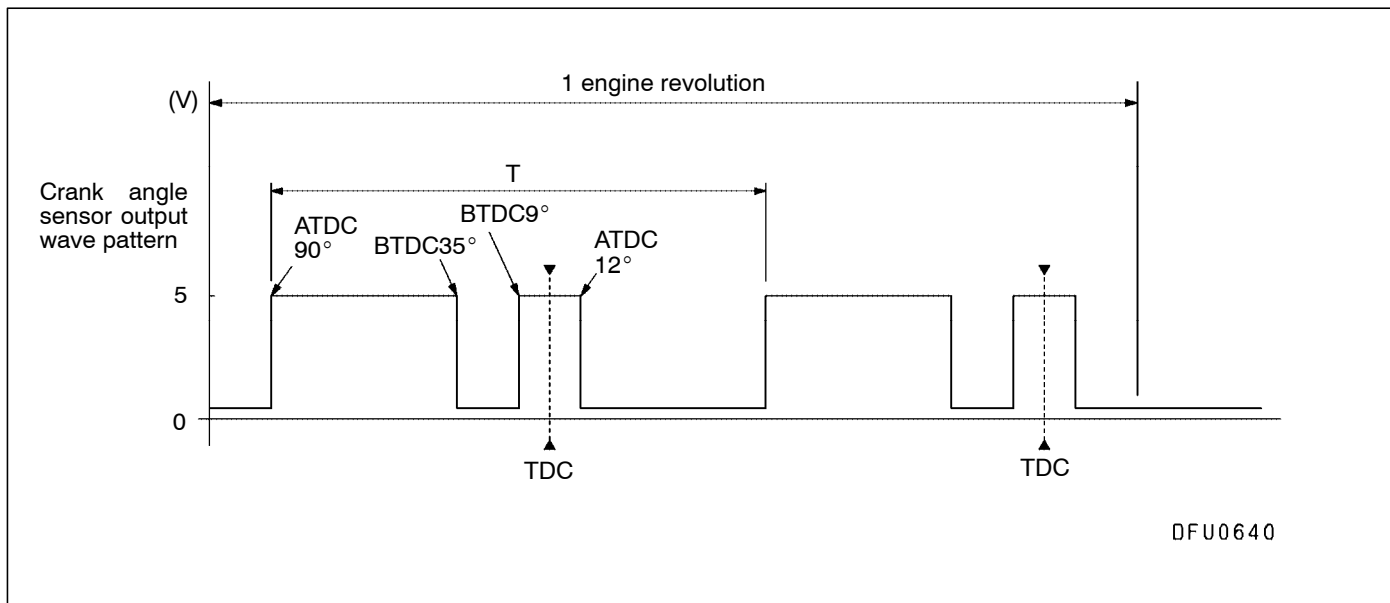 1 engine revolution
(V)
T
Crank angle
sensor output
wave pattern
ATDC
90°
BTDC35°
BTDC9°
ATDC
12°
5
0
TDC
TDC
DFU0640